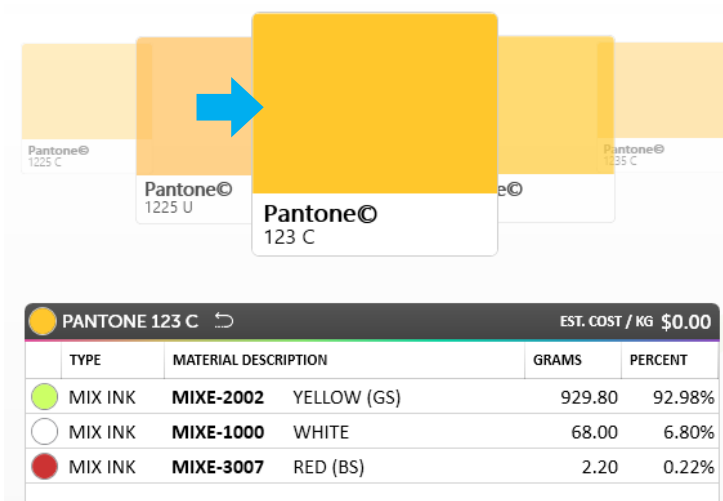 Pantone©
1225 C
Pantone©
1225 U
Pantone©
123 C
e©
Pantone©
1235 C
PANTONE 123 C EST. COST / KG $0.00
TYPE MATERIAL DESCRIPTION GRAMS PERCENT
MIX INK MIXE-2002 YELLOW (GS) 929.80 92.98%
MIX INK MIXE-1000 WHITE 68.00 6.80%
MIX INK MIXE-3007 RED (BS) 2.20 0.22%